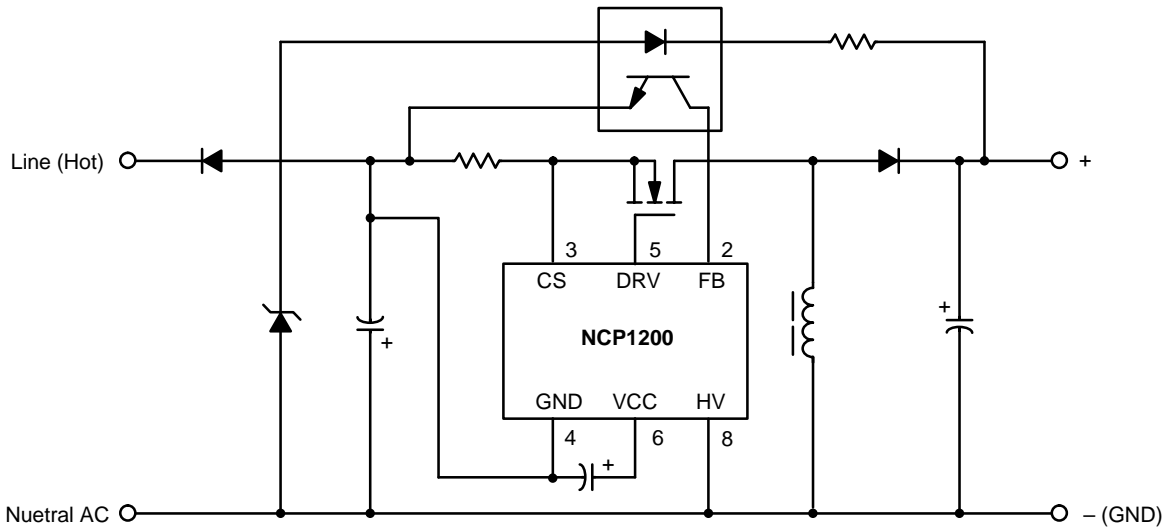 Line (Hot)
+
3 5 2
CS DRV FB
+
NCP1200
+
GND VCC HV
4 6 8
+
Nuetral AC
– (GND)